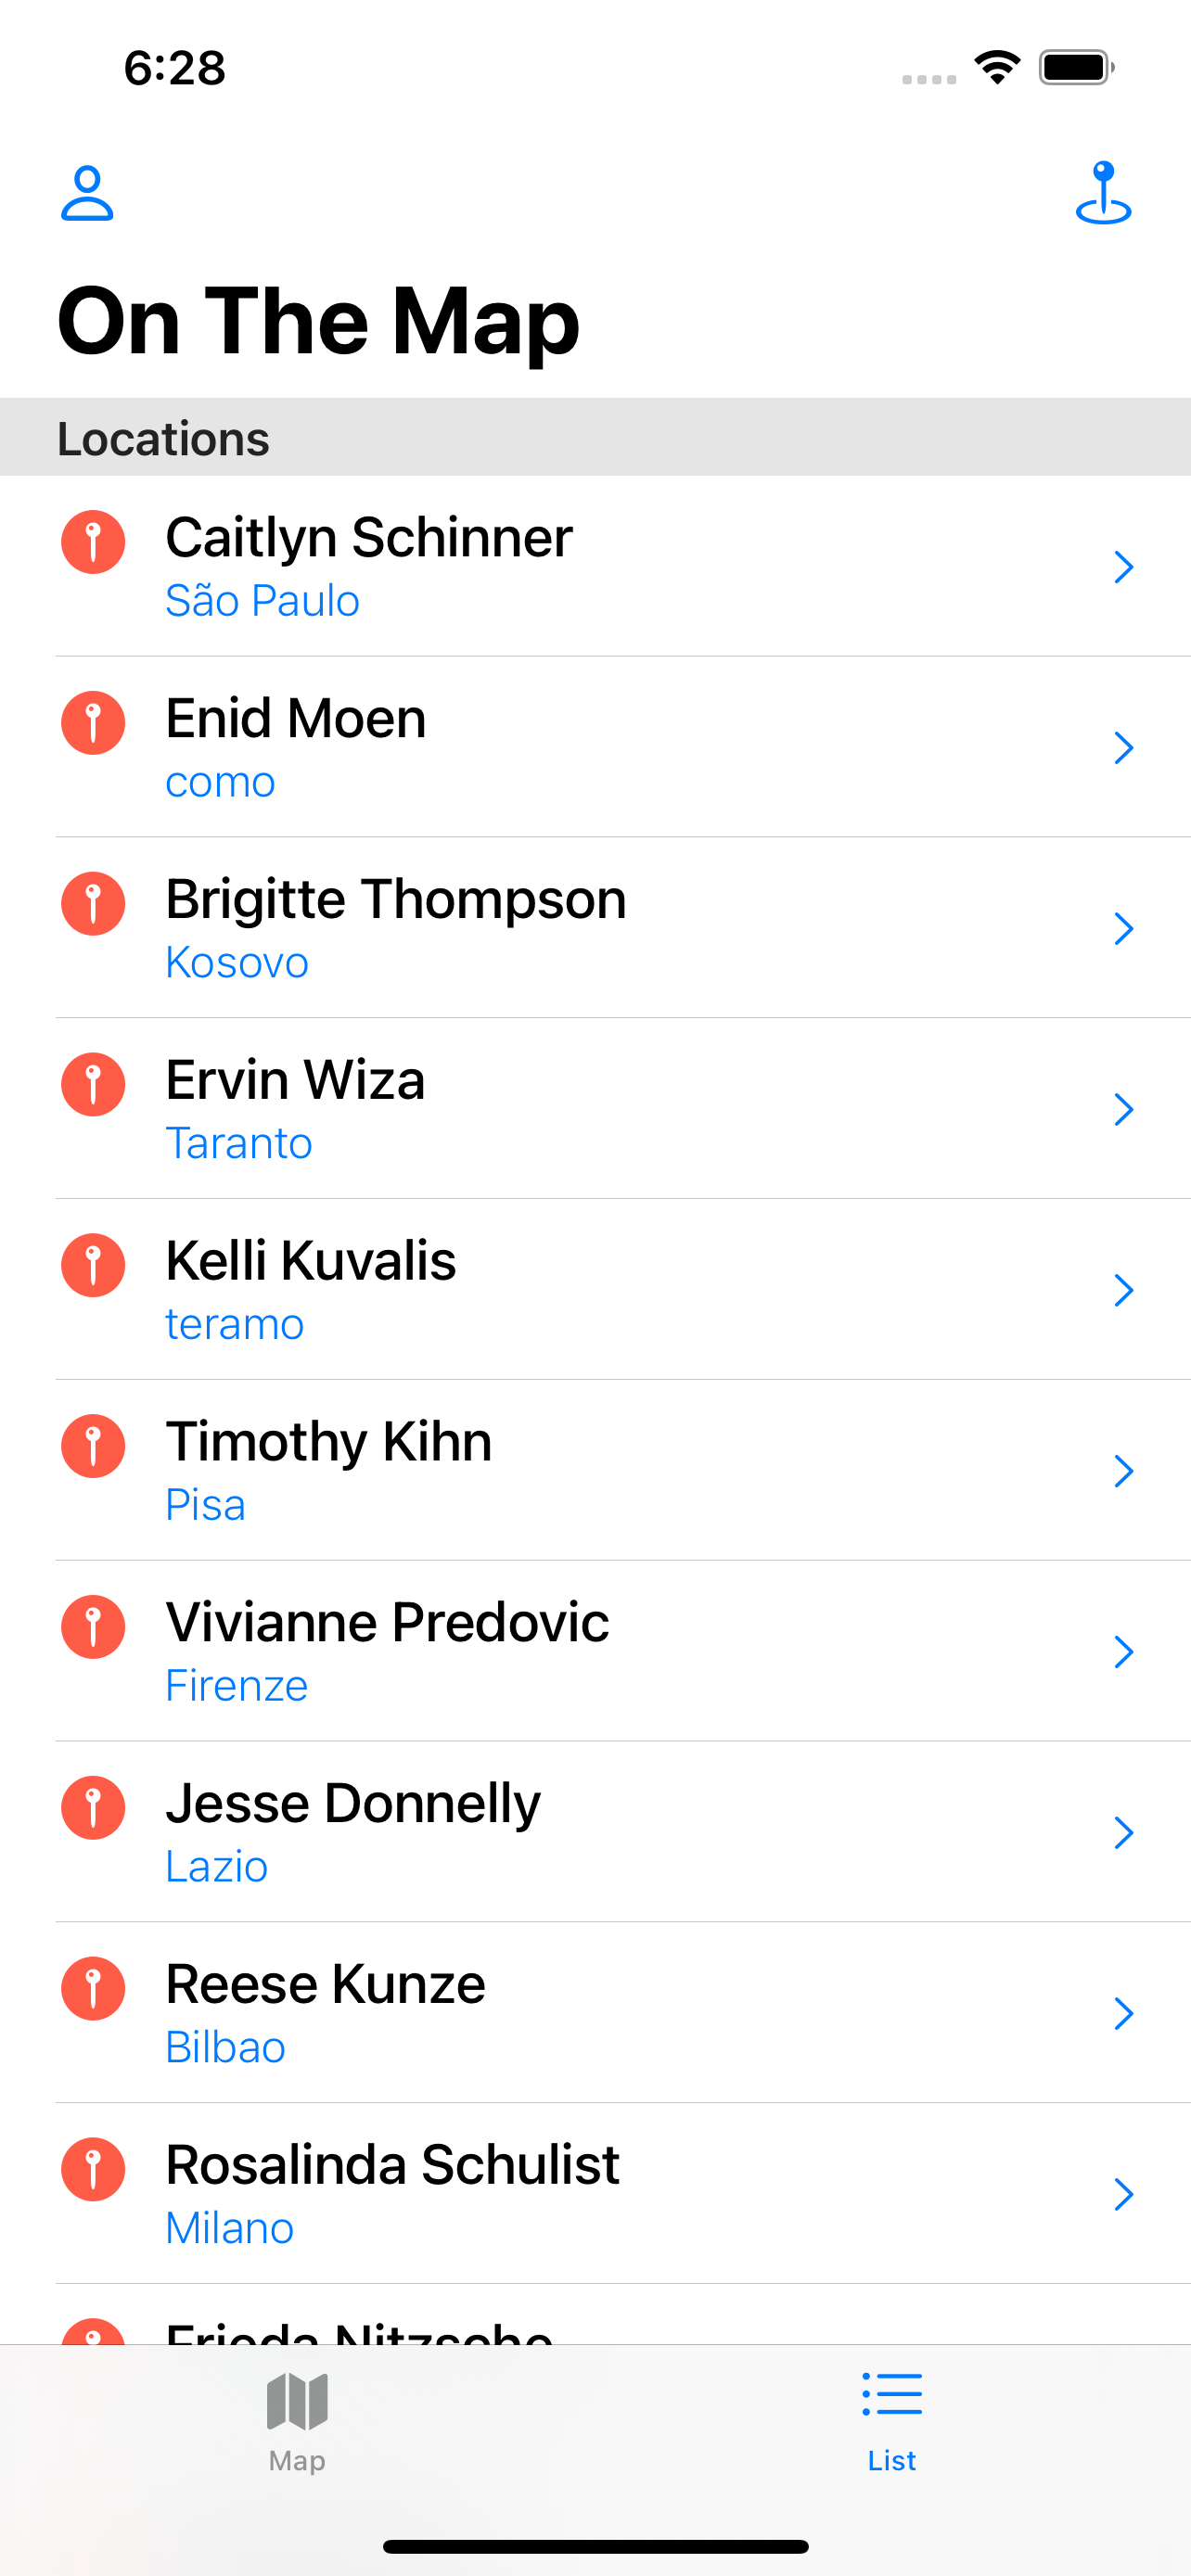 6:28
On The Map
Locations
Caitlyn Schinner
São Paulo
Enid Moen
como
Brigitte Thompson
Kosovo
Ervin Wiza
Taranto
Kelli Kuvalis
teramo
Timothy Kihn
Pisa
Vivianne Predovic
Firenze
Jesse Donnelly
Lazio
Reese Kunze
Bilbao
Rosalinda Schulist
Milano
Frieda Nitzsche
Map
List